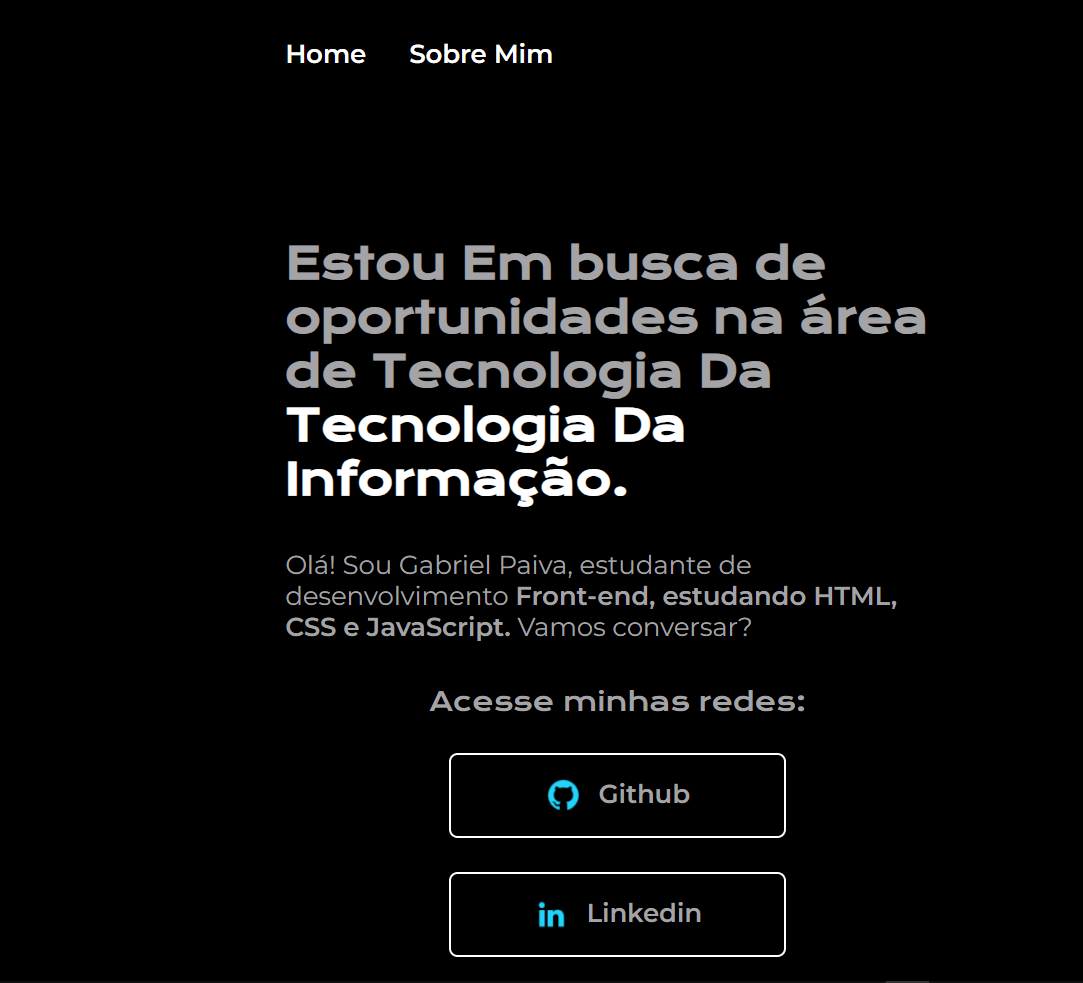 Home Sobre Mim
Estou Em busca de
oportunidades na área
de Tecnologia Da
Tecnologia Da
Informação.
Olá! Sou Gabriel Paiva, estudante de
desenvolvimento Front-end, estudando HTML,
CSS e JavaScript. Vamos conversar?
Acesse minhas redes:
Github
in Linkedin